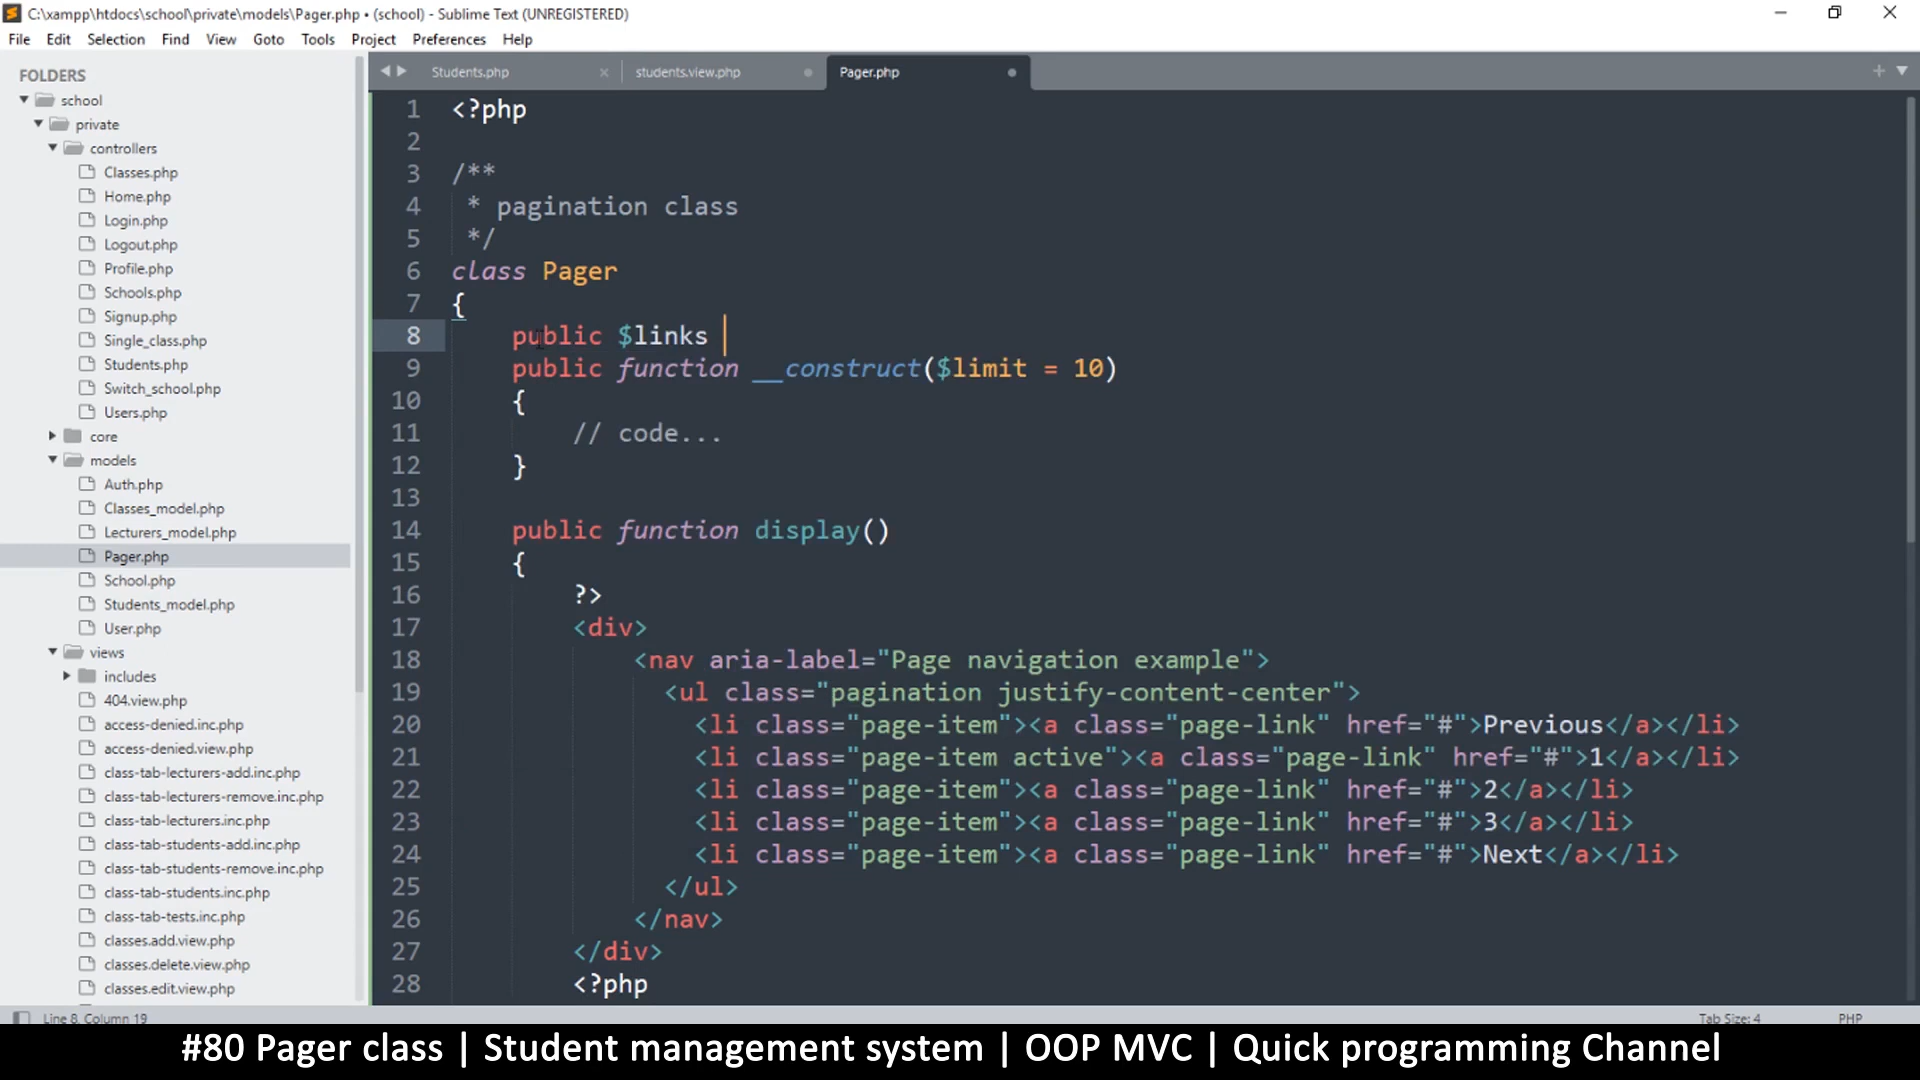 C:\xampp\htdocs\school\private\models\Pager.php • (school) - Sublime Text (UNREGISTERED)
File Edit Selection Find View Goto Tools Project Preferences Help
FOLDERS
school
private
controllers
Classes.php
Home.php
Login.php
Logout.php
Profile.php
Schools.php
Signup.php
Single_class.php
Students.php
Switch_school.php
Users.php
core
models
Auth.php
Classes_model.php
Lecturers_model.php
Pager.php
School.php
Students_model.php
User.php
views
includes
404.view.php
access-denied.inc.php
access-denied.view.php
class-tab-lecturers-add.inc.php
class-tab-lecturers-remove.inc.php
class-tab-lecturers.inc.php
class-tab-students-add.inc.php
class-tab-students-remove.inc.php
class-tab-students.inc.php
class-tab-tests.inc.php
classes.add.view.php
classes.delete.view.php
classes.edit.view.php
Students.php students.view.php Pager.php
1 <?php
2
3 /**
4 * pagination class
5 */
6 class Pager
7 {
8 public $links
9 public function __construct($limit = 10)
10 {
11 // code...
12 }
13
14 public function display()
15 {
16 ?>
17 <div>
18 <nav aria-label="Page navigation example">
19 <ul class="pagination justify-content-center">
20 <li class="page-item"><a class="page-link" href="#">Previous</a></li>
21 <li class="page-item active"><a class="page-link" href="#">1</a></li>
22 <li class="page-item"><a class="page-link" href="#">2</a></li>
23 <li class="page-item"><a class="page-link" href="#">3</a></li>
24 <li class="page-item"><a class="page-link" href="#">Next</a></li>
25 </ul>
26 </nav>
27 </div>
28 <?php
Line 8, Column 19 Tab Size: 4 PHP
#80 Pager class | Student management system | OOP MVC | Quick programming Channel